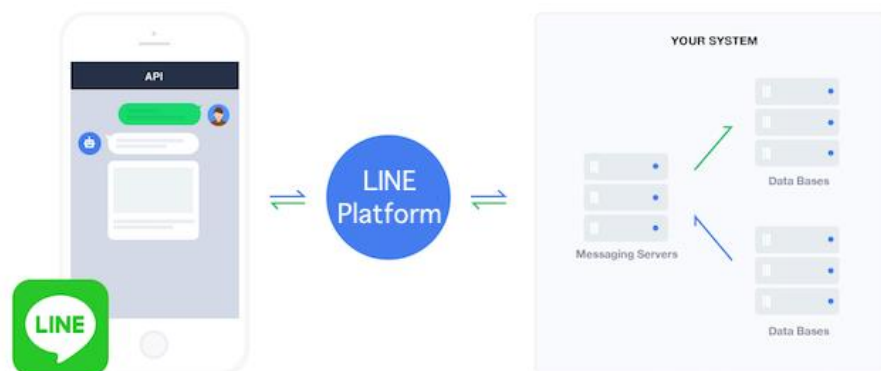 API
LINE
LINE
Platform
YOUR SYSTEM
Messaging Servers
Data Bases
Data Bases